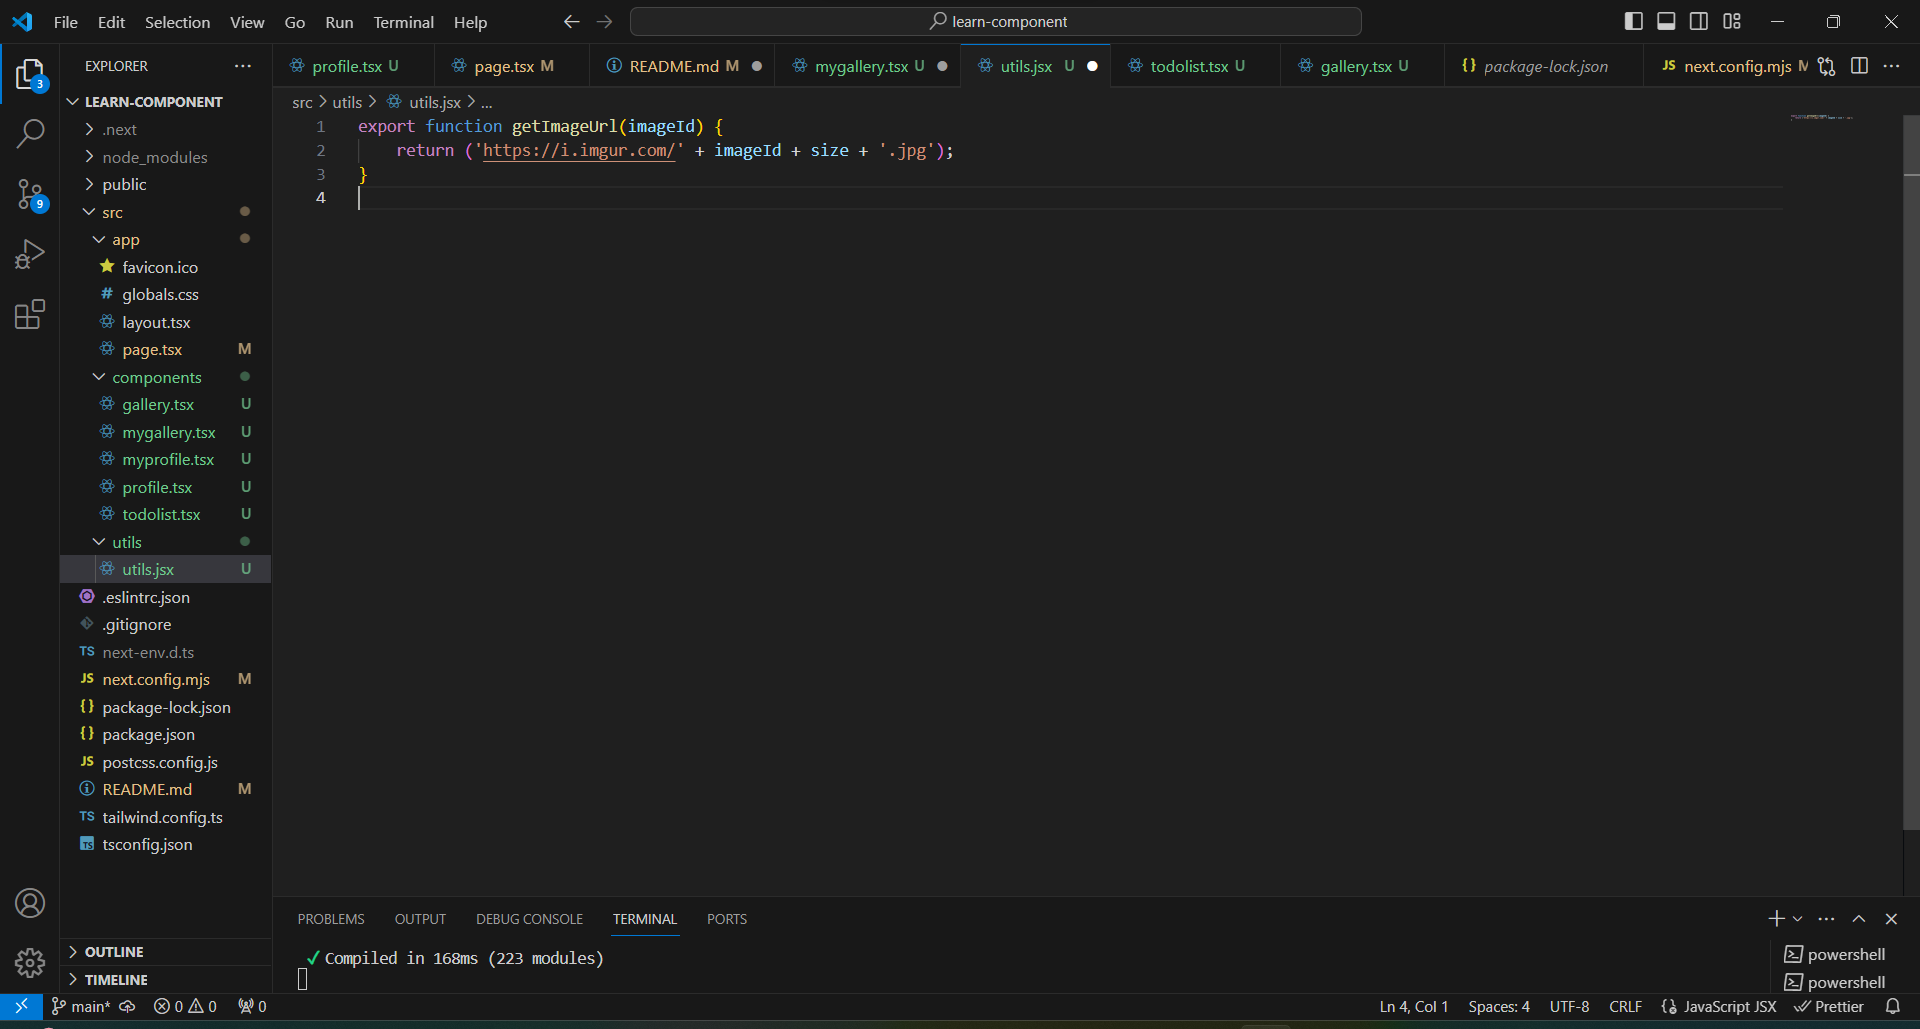 File Edit Selection View Go Run Terminal Help
learn-component
EXPLORER
profile.tsx U
page.tsx M
README.md M
mygallery.tsx U
utils.jsx U
todolist.tsx U
gallery.tsx U
package-lock.json
next.config.mjs M
LEARN-COMPONENT
.next
node_modules
public
src
app
favicon.ico
globals.css
layout.tsx
page.tsx M
components
gallery.tsx U
mygallery.tsx U
myprofile.tsx U
profile.tsx U
todolist.tsx U
utils
utils.jsx U
.eslintrc.json
.gitignore
TS next-env.d.ts
JS next.config.mjs M
{} package-lock.json
{} package.json
JS postcss.config.js
README.md M
TS tailwind.config.ts
tsconfig.json
OUTLINE
TIMELINE
3
9
src > utils > utils.jsx > ...
1 export function getImageUrl(imageId) {
2 return ('https://i.imgur.com/' + imageId + size + '.jpg');
3 }
4
PROBLEMS OUTPUT DEBUG CONSOLE TERMINAL PORTS
✓ Compiled in 168ms (223 modules)
powershell
powershell
main* 0 0 0
Ln 4, Col 1 Spaces: 4 UTF-8 CRLF JavaScript JSX Prettier